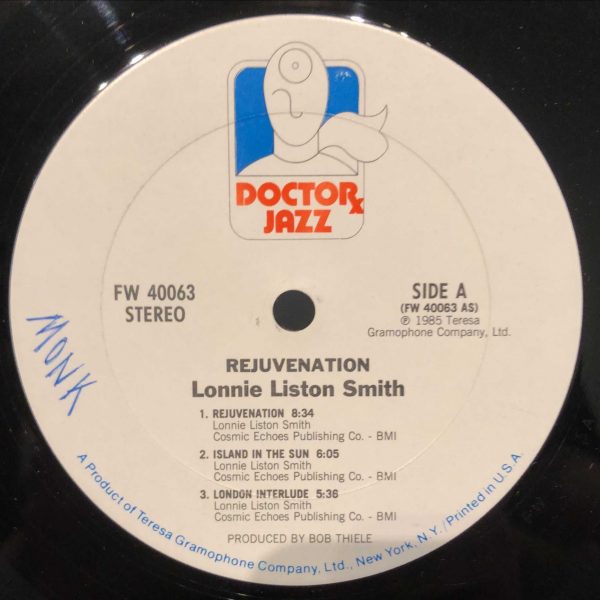 DOCTOR
JAZZ
FW 40063
STEREO
SIDE A
(FW 40063 AS)
℗ 1985 Teresa
Gramophone Company, Ltd.
MONK
REJUVENATION
Lonnie Liston Smith
1. REJUVENATION 8:34
Lonnie Liston Smith
Cosmic Echoes Publishing Co. - BMI
2. ISLAND IN THE SUN 6:05
Lonnie Liston Smith
Cosmic Echoes Publishing Co. - BMI
3. LONDON INTERLUDE 5:36
Lonnie Liston Smith
Cosmic Echoes Publishing Co. - BMI
PRODUCED BY BOB THIELE
A Product of Teresa Gramophone Company, Ltd., New York, N.Y./Printed in U.S.A.